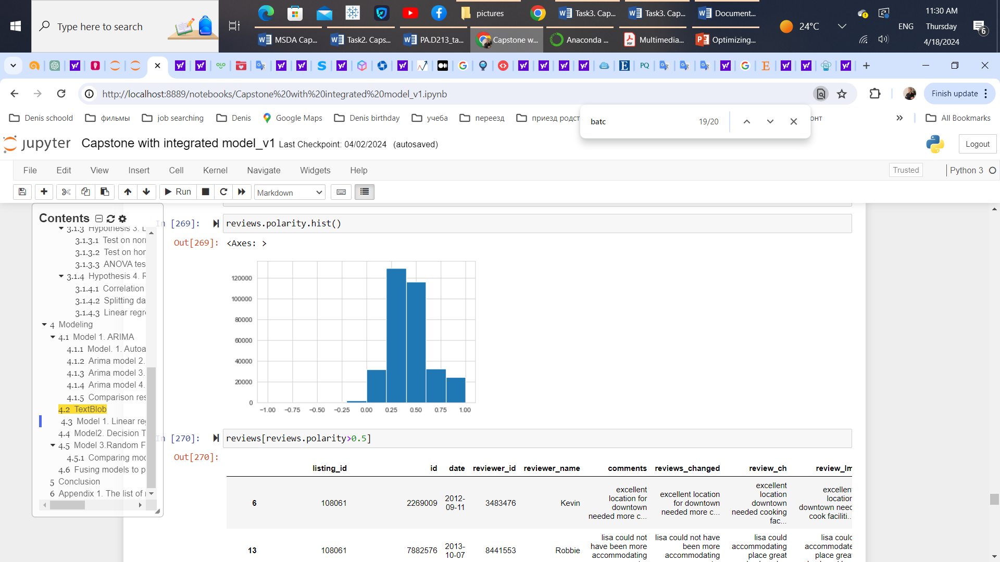 Type here to search
pictures
Task3. Cap...
Task3. Cap...
Document...
24°C
ENG
11:30 AM
Thursday
4/18/2024
6
MSDA Cap...
Task2. Caps...
PA.D213_ta...
Capstone w...
Anaconda ...
Multimedia...
Optimizing...
http://localhost:8889/notebooks/Capstone%20with%20integrated%20model_v1.ipynb
Finish update
Denis schoold
фильмы
job searching
Denis
Google Maps
Denis birthday
учеба
переезд
приезд родст
онт
All Bookmarks
batc
19/20
jupyter
Capstone with integrated model_v1 Last Checkpoint: 04/02/2024 (autosaved)
Logout
File Edit View Insert Cell Kernel Navigate Widgets Help
Trusted
Python 3
Run
Markdown
Contents
3.1.3 Hypothesis 3. L
3.1.3.1 Test on nor
3.1.3.2 Test on hor
3.1.3.3 ANOVA tes
3.1.4 Hypothesis 4. R
3.1.4.1 Correlation
3.1.4.2 Splitting da
3.1.4.3 Linear regr
4 Modeling
4.1 Model 1. ARIMA
4.1.1 Model. 1. Autoa
4.1.2 Arima model 2.
4.1.3 Arima model 3.
4.1.4 Arima model 4.
4.1.5 Comparison res
4.2 TextBlob
4.3 Model 1. Linear re
4.4 Model2. Decision T
4.5 Model 3.Random F
4.5.1 Comparing mod
4.6 Fusing models to p
5 Conclusion
6 Appendix 1. The list of
In [269]:
reviews.polarity.hist()
Out[269]:
<Axes: >
120000
100000
80000
60000
40000
20000
0
−1.00 −0.75 −0.50 −0.25 0.00 0.25 0.50 0.75 1.00
In [270]:
reviews[reviews.polarity>0.5]
Out[270]:
listing_id id date reviewer_id reviewer_name comments reviews_changed review_ch review_lm
6 108061 2269009 2012-09-11 3483476 Kevin
excellent
location for
downtown
needed more c...
excellent location
for downtown
needed more c...
excellent
location
downtown
needed cooking
fac...
excellen
location
downtown need
cook faciliti...
13 108061 7882576 2013-10-07 8441553 Robbie
lisa could not
have been more
accommodating
lisa could not have
been more
accommodating
lisa could
accommodating
place great
lisa could
accommodate
place grea